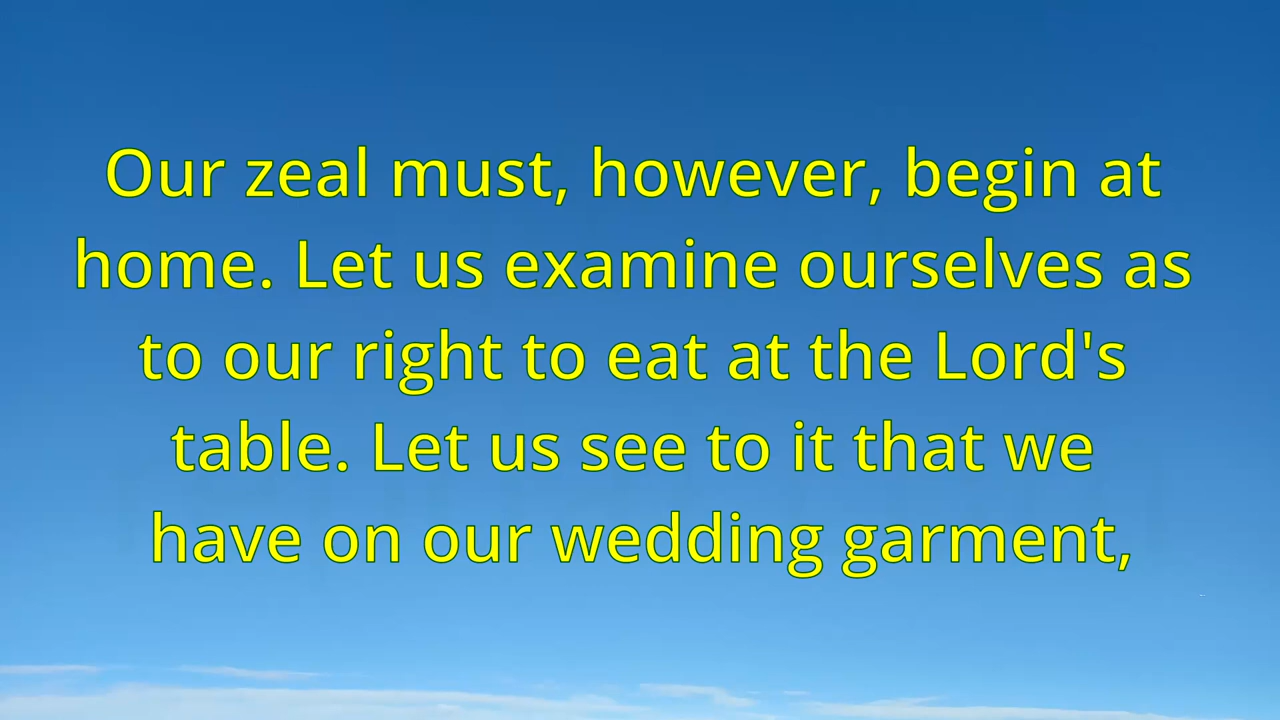 Our zeal must, however, begin at
home. Let us examine ourselves as
to our right to eat at the Lord's
table. Let us see to it that we
have on our wedding garment,